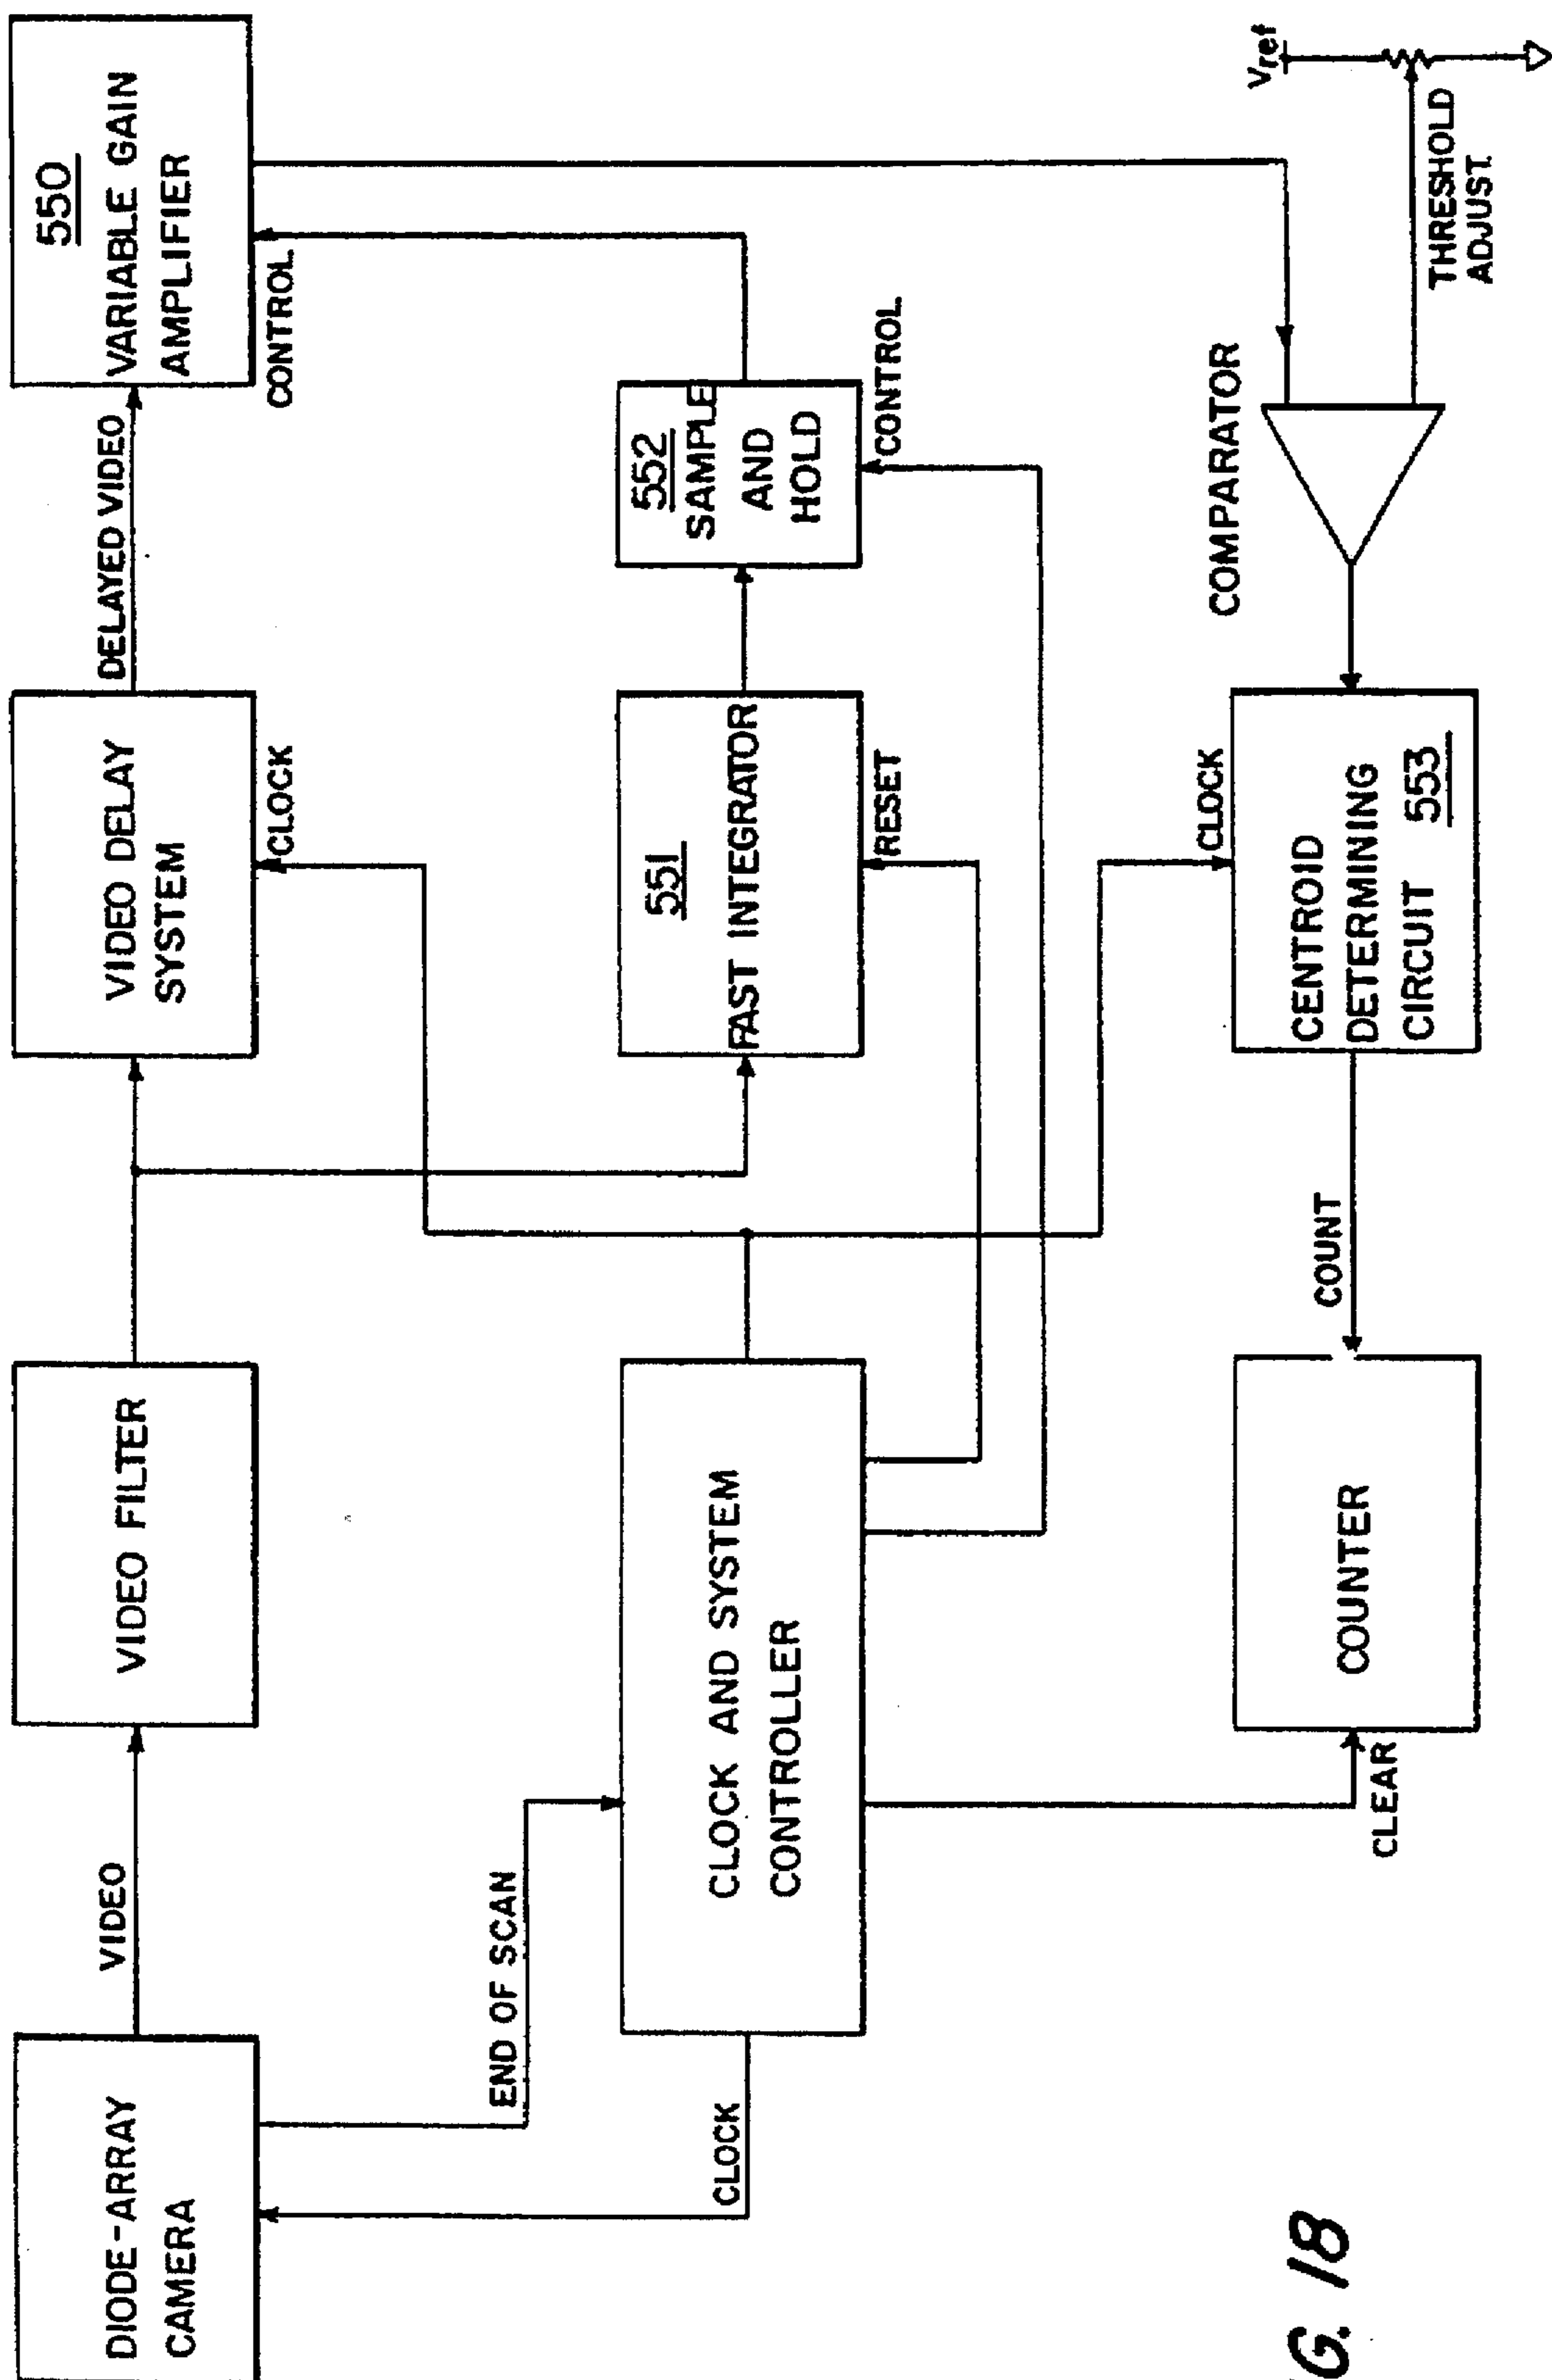 DIODE-ARRAY
CAMERA
VIDEO
VIDEO FILTER
VIDEO DELAY
SYSTEM
DELAYED VIDEO
550
VARIABLE GAIN
AMPLIFIER
CONTROL
CLOCK
END OF SCAN
CLOCK
CLOCK AND SYSTEM
CONTROLLER
551
FAST INTEGRATOR
RESET
552
SAMPLE
AND
HOLD
CONTROL
CLEAR
COUNTER
COUNT
CLOCK
CENTROID
DETERMINING
CIRCUIT 553
COMPARATOR
Vref
THRESHOLD
ADJUST.
G. 18